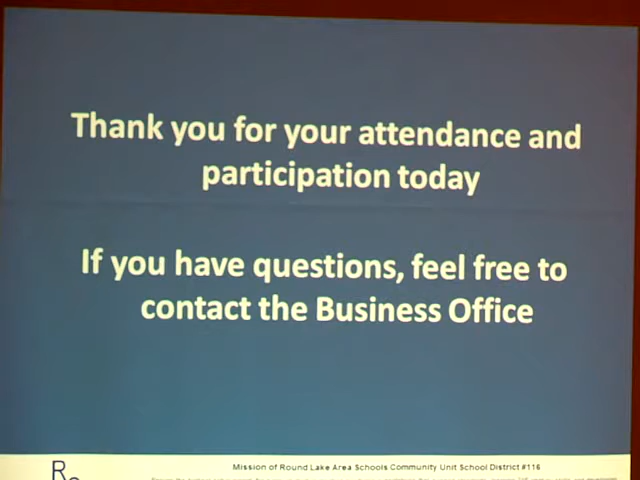 Thank you for your attendance and
participation today
If you have questions, feel free to
contact the Business Office
Mission of Round Lake Area Schools Community Unit School District #116
R